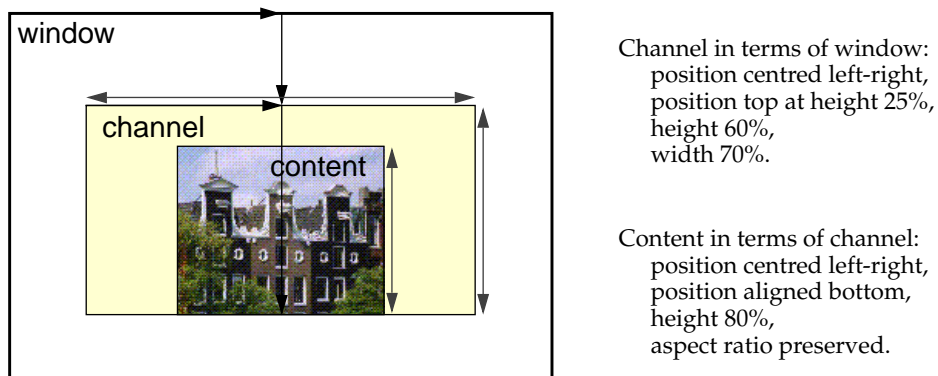 window
channel
content
Channel in terms of window:
position centred left-right,
position top at height 25%,
height 60%,
width 70%.
Content in terms of channel:
position centred left-right,
position aligned bottom,
height 80%,
aspect ratio preserved.